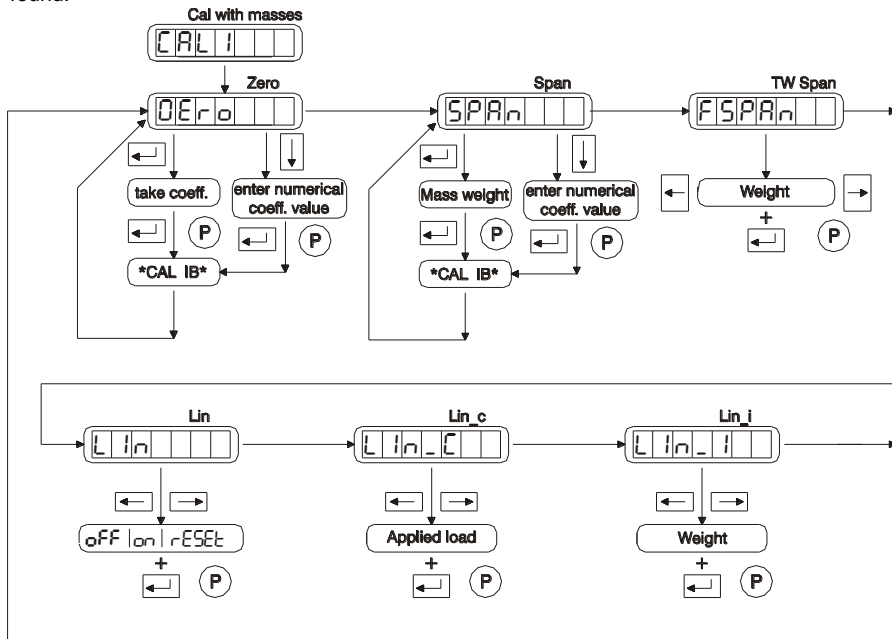 Cal with masses
CAL1
Zero
Span
TW Span
0Ero
SPAn
FSPAn
take coeff.
enter numerical
coeff. value
Mass weight
enter numerical
coeff. value
Weight
+
P
P
P
P
P
*CAL IB*
*CAL IB*
Lin
Lin_c
Lin_i
LIn
LIn_C
LIn_I
oFF | on | rESEt
Applied load
Weight
+
+
+
P
P
P